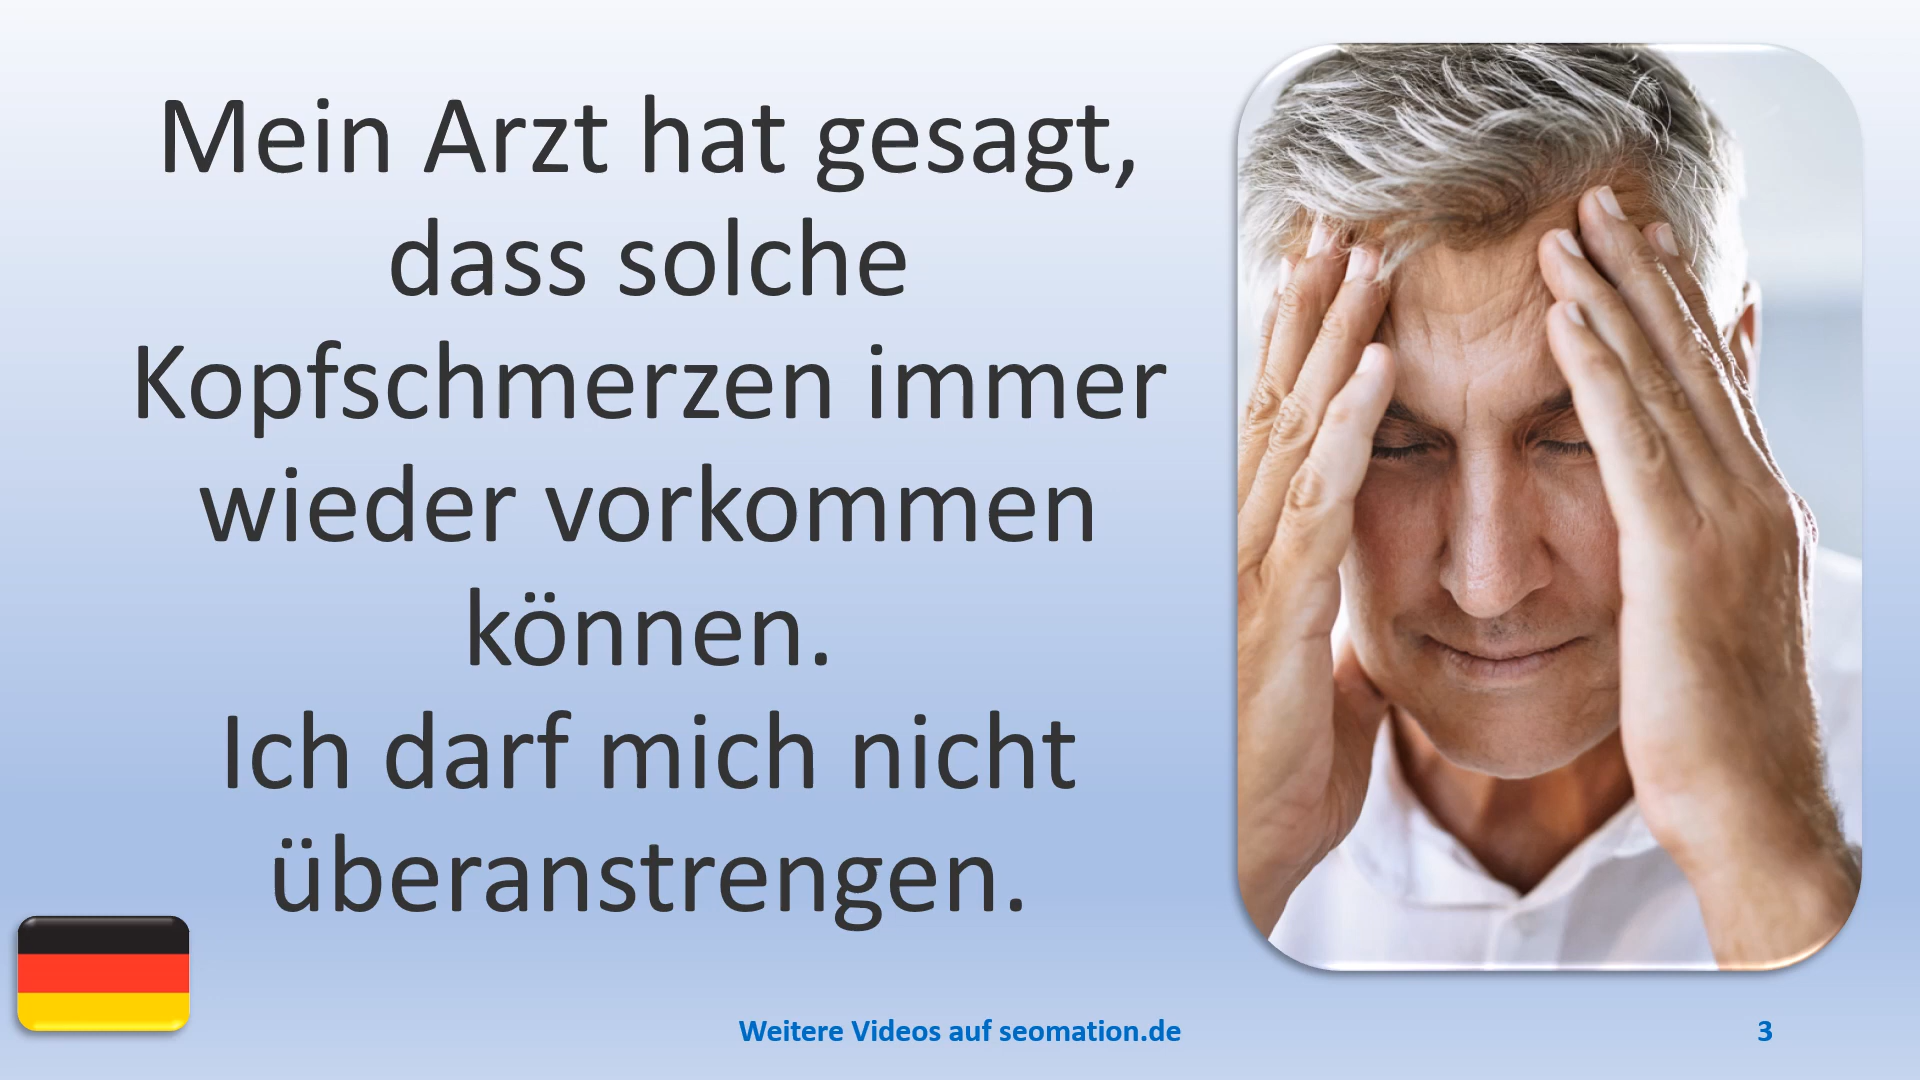 Mein Arzt hat gesagt,
dass solche
Kopfschmerzen immer
wieder vorkommen
können.
Ich darf mich nicht
überanstrengen.
Weitere Videos auf seomation.de
3